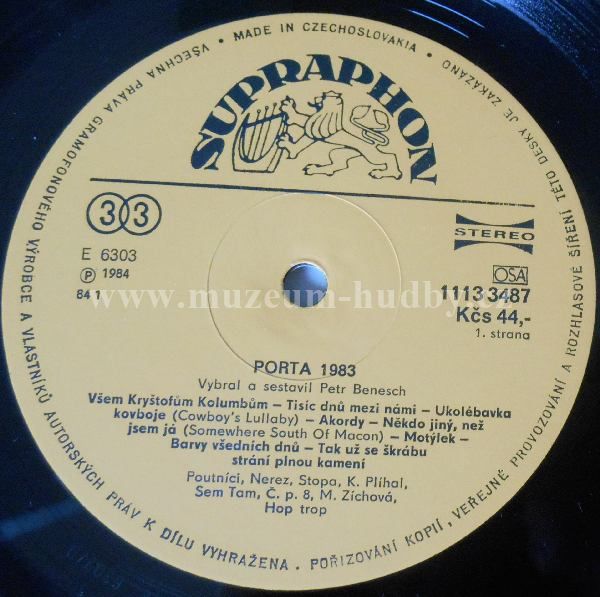 VŠECHNA PRÁVA GRAMOFONOVÉHO VÝROBCE A VLASTNÍKŮ AUTORSKÝCH PRÁV K DÍLU VYHRAŽENA. POŘIZOVÁNÍ KOPIÍ, VEŘEJNÉ PROVOZOVÁNÍ A ROZHLASOVÉ ŠÍŘENÍ TÉTO DESKY JE ZAKÁZÁNO
• MADE IN CZECHOSLOVAKIA •
SUPRAPHON
33
STEREO
E 6303
Ⓟ 1984
84 1
OSA
1113 3487
Kčs 44,-
1. strana
www.muzeum-hudby.cz
PORTA 1983
Vybral a sestavil Petr Benesch
Všem Kryštofům Kolumbům – Tisíc dnů mezi námi – Ukolébavka
kovboje (Cowboy's Lullaby) – Akordy – Někdo jiný, než
jsem já (Somewhere South Of Macon) – Motýlek –
Barvy všedních dnů – Tak už se škrábu
strání plnou kamení
Poutníci, Nerez, Stopa, K. Plíhal,
Sem Tam, Č. p. 8, M. Zíchová,
Hop trop